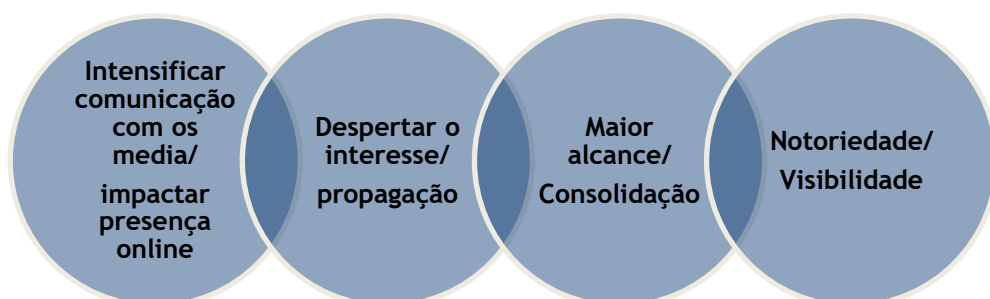 Intensificar
comunicação
com os
media/
impactar
presença
online
Despertar o
interesse/
propagação
Maior
alcance/
Consolidação
Notoriedade/
Visibilidade